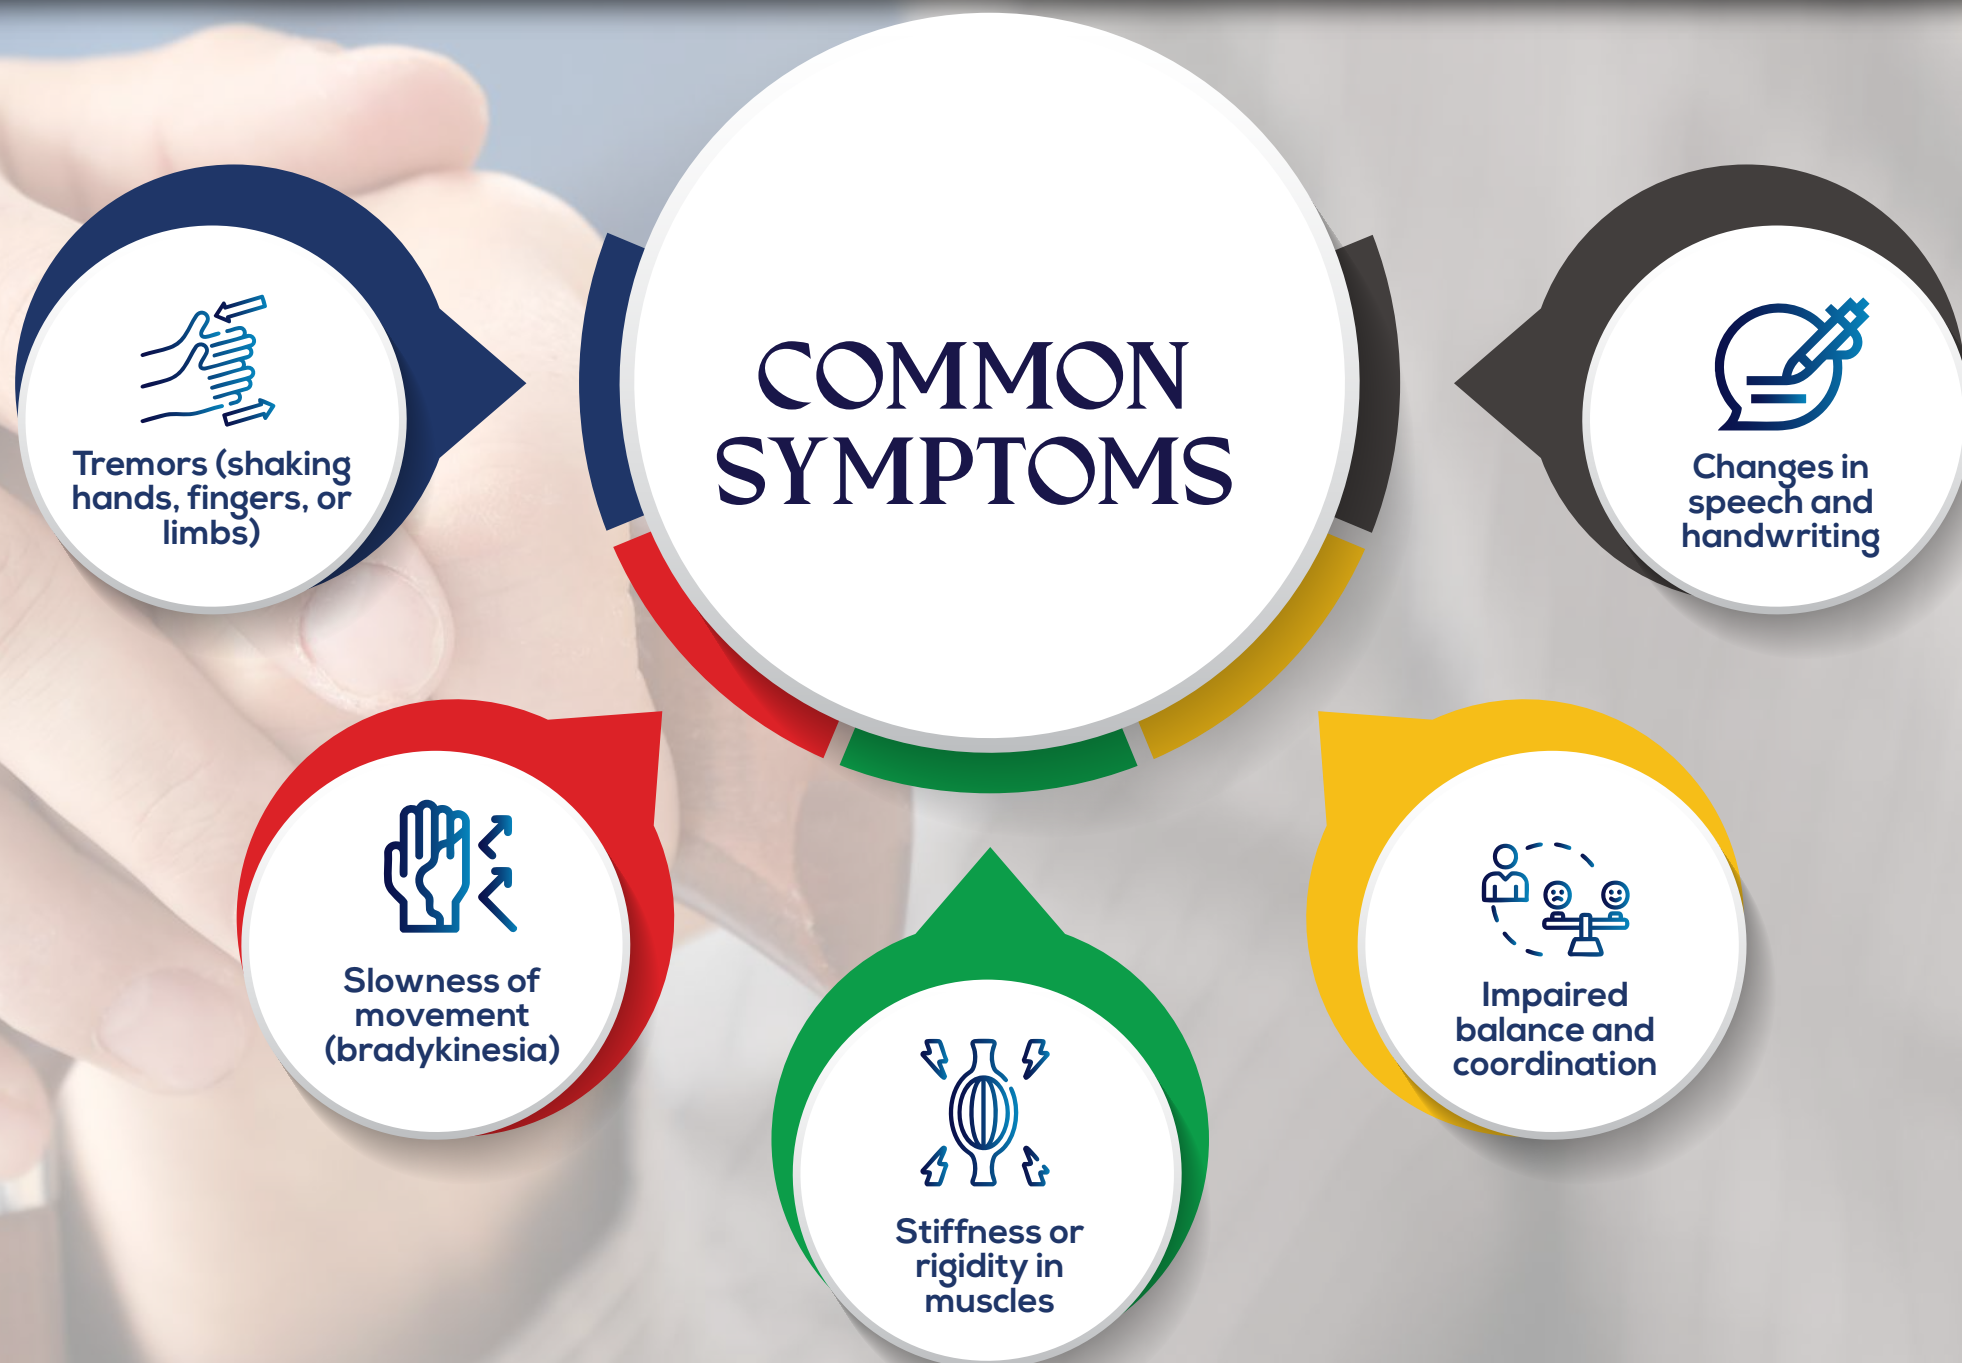 COMMON
SYMPTOMS
Tremors (shaking
hands, fingers, or
limbs)
Slowness of
movement
(bradykinesia)
Stiffness or
rigidity in
muscles
Impaired
balance and
coordination
Changes in
speech and
handwriting